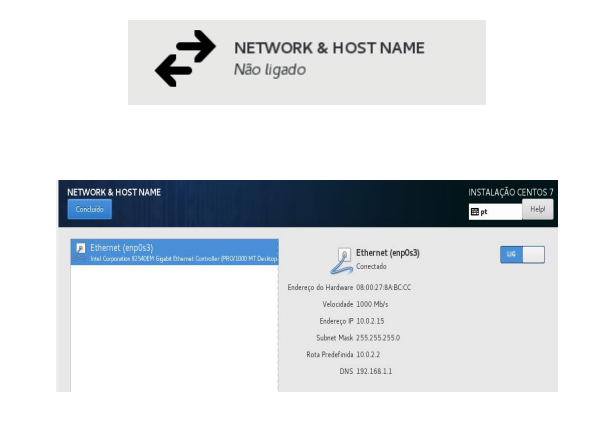 NETWORK & HOST NAME
Não ligado
NETWORK & HOST NAME
INSTALAÇÃO CENTOS 7
Concluído
pt
Help!
Ethernet (enp0s3)
Intel Corporation 82540EM Gigabit Ethernet Controller (PRO/1000 MT Desktop
Ethernet (enp0s3)
Conectado
LIG
Endereço do Hardware 08:00:27:8A:BC:CC
Velocidade 1000 Mb/s
Endereço IP 10.0.2.15
Subnet Mask 255.255.255.0
Rota Predefinida 10.0.2.2
DNS 192.168.1.1